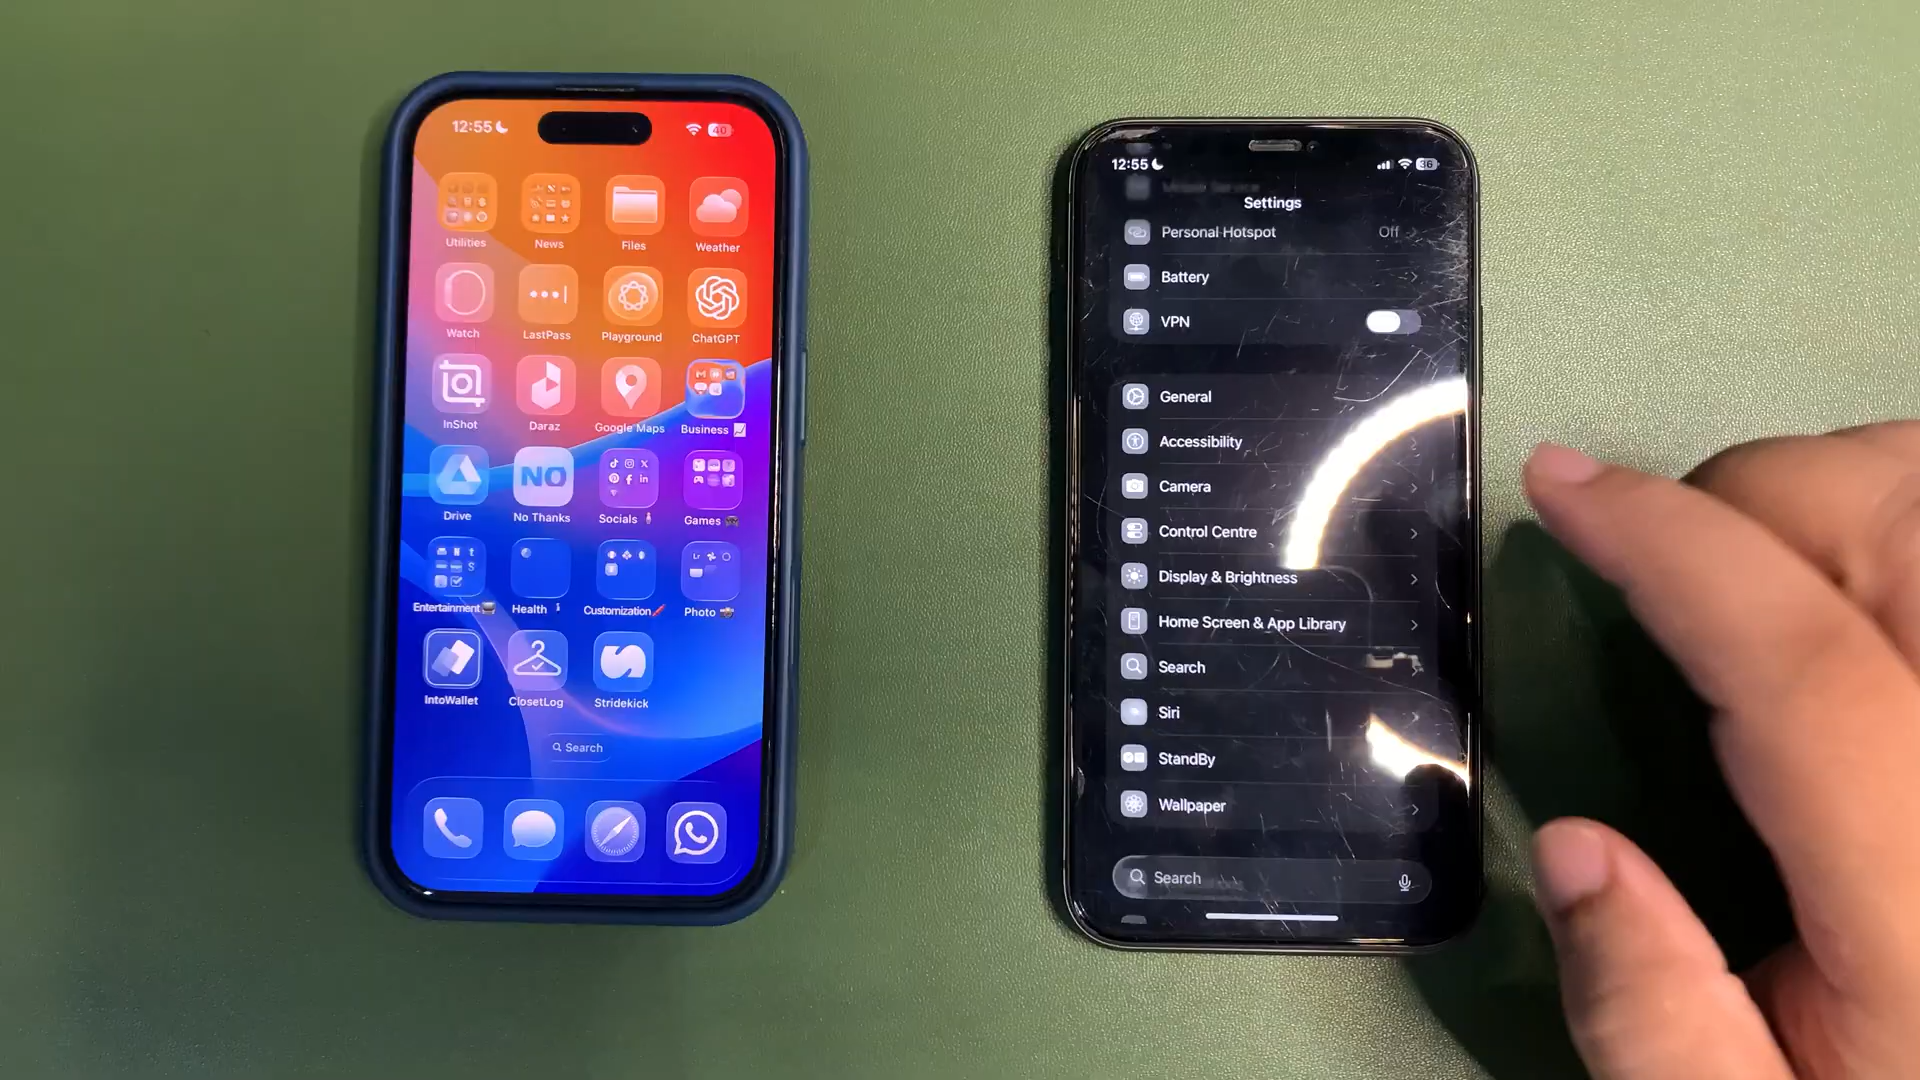 12:55
40
Utilities
News
Files
Weather
Watch
LastPass
Playground
ChatGPT
InShot
Daraz
Google Maps
Business
Drive
NO
No Thanks
Socials
Games
Entertainment
Health
Customization
Photo
IntoWallet
ClosetLog
Stridekick
Search
12:55
36
Settings
Personal Hotspot Off
Battery
VPN
General
Accessibility
Camera
Control Centre
Display & Brightness
Home Screen & App Library
Search
Siri
StandBy
Wallpaper
Search